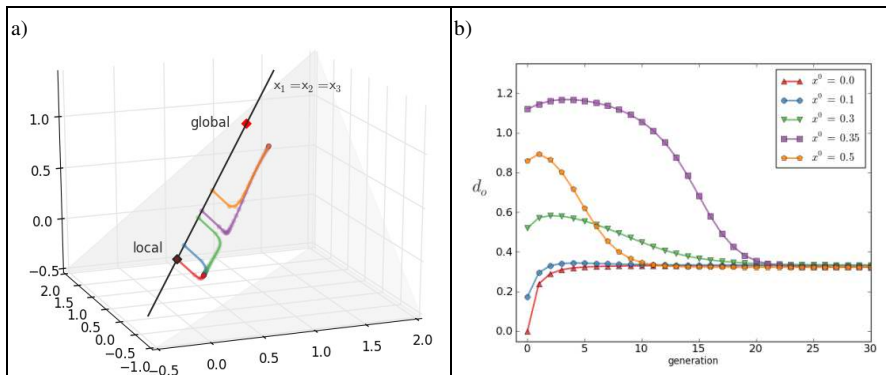 a)
x₁ =x₂ =x₃
global
local
1.0
0.5
0.0
−0.5
2.0
1.5
1.0
0.5
0.0
−0.5
−1.0
−0.5
0.0
0.5
1.0
1.5
2.0
b)
1.2
1.0
0.8
0.6
0.4
0.2
0.0
dₒ
x⁰ = 0.0
x⁰ = 0.1
x⁰ = 0.3
x⁰ = 0.35
x⁰ = 0.5
0
5
10
15
20
25
30
generation